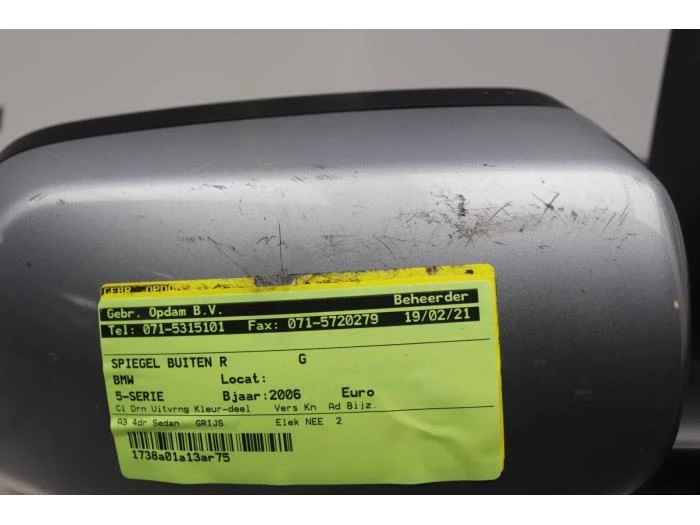 GEBR. OPDAM
Gebr. Opdam B.V. Beheerder
Tel: 071-5315101 Fax: 071-5720279 19/02/21
SPIEGEL BUITEN R G
BMW Locat:
5-SERIE Bjaar:2006 Euro
Cl Drn Uitvrng Kleur-deel Vers Kn Ad Bijz.
A3 4dr Sedan GRIJS Elek NEE 2
1738a01a13ar75